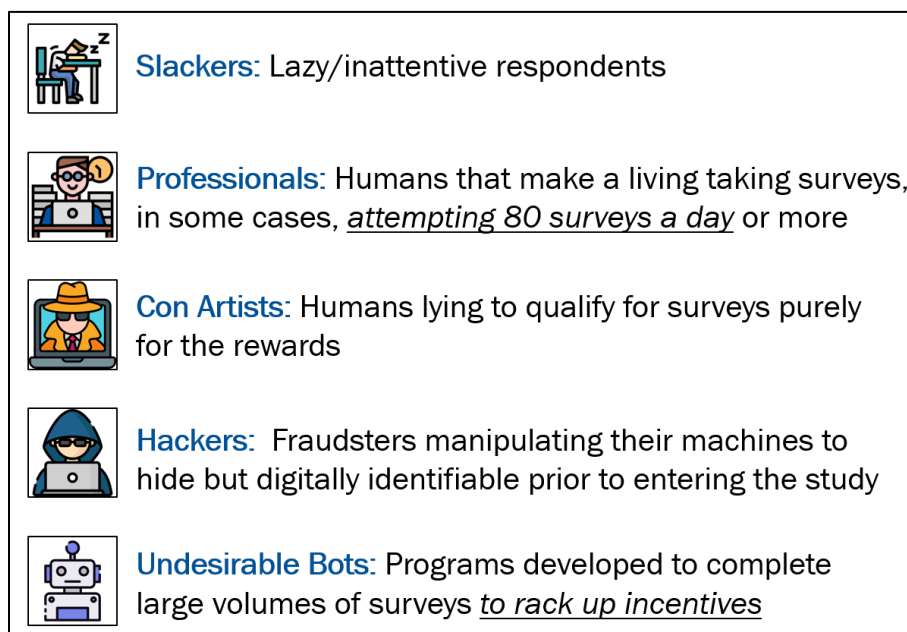 Slackers: Lazy/inattentive respondents
Professionals: Humans that make a living taking surveys,
in some cases, attempting 80 surveys a day or more
Con Artists: Humans lying to qualify for surveys purely
for the rewards
Hackers: Fraudsters manipulating their machines to
hide but digitally identifiable prior to entering the study
Undesirable Bots: Programs developed to complete
large volumes of surveys to rack up incentives